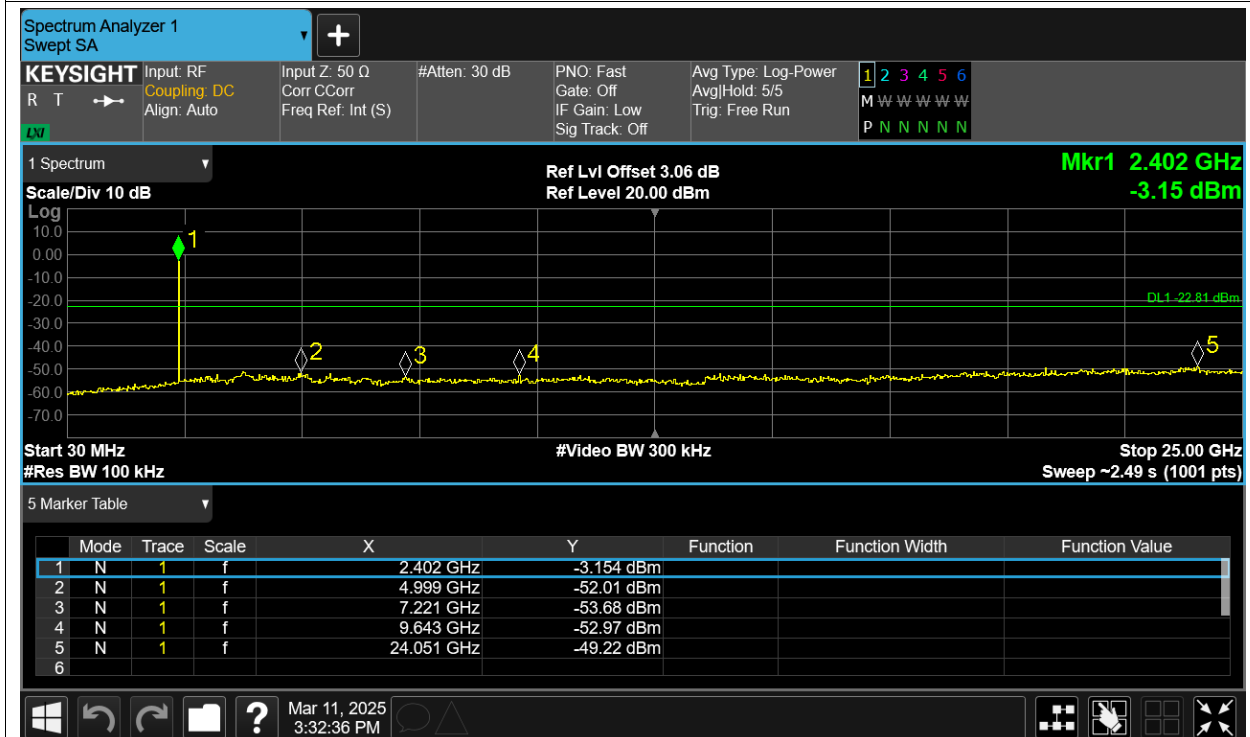 Spectrum Analyzer 1
Swept SA
+
KEYSIGHT Input: RF Input Z: 50 Ω #Atten: 30 dB PNO: Fast Avg Type: Log-Power 1 2 3 4 5 6
R T Coupling: DC Corr CCorr Gate: Off Avg|Hold: 5/5 M W W W W W W
Align: Auto Freq Ref: Int (S) IF Gain: Low Trig: Free Run
LXI Sig Track: Off P N N N N N N
1 Spectrum Ref Lvl Offset 3.06 dB Mkr1 2.402 GHz
Scale/Div 10 dB Ref Level 20.00 dBm -3.15 dBm
Log
10.0
1
0.00
-10.0
-20.0 DL1 -22.81 dBm
-30.0
-40.0
2 3 4 5
-50.0
-60.0
-70.0
Start 30 MHz #Video BW 300 kHz Stop 25.00 GHz
#Res BW 100 kHz Sweep ~2.49 s (1001 pts)
5 Marker Table
Mode Trace Scale X Y Function Function Width Function Value
1 N 1 f 2.402 GHz -3.154 dBm
2 N 1 f 4.999 GHz -52.01 dBm
3 N 1 f 7.221 GHz -53.68 dBm
4 N 1 f 9.643 GHz -52.97 dBm
5 N 1 f 24.051 GHz -49.22 dBm
6
? Mar 11, 2025
3:32:36 PM